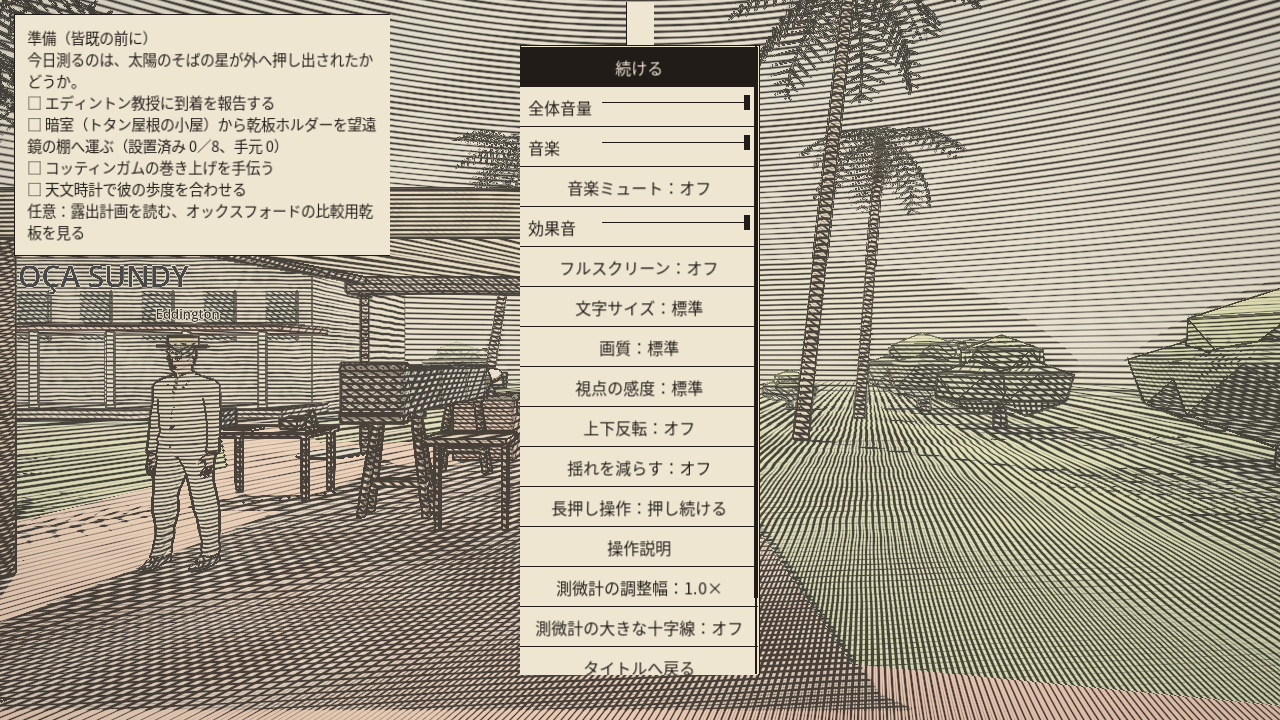 準備（皆既の前に）
今日測るのは、太陽のそばの星が外へ押し出されたか
どうか。
□ エディントン教授に到着を報告する
□ 暗室（トタン屋根の小屋）から乾板ホルダーを望遠
鏡の棚へ運ぶ（設置済み 0／8、手元 0）
□ コッティンガムの巻き上げを手伝う
□ 天文時計で彼の歩度を合わせる
任意：露出計画を読む、オックスフォードの比較用乾
板を見る
OÇA SUNDY
Eddington
続ける
全体音量
音楽
音楽ミュート：オフ
効果音
フルスクリーン：オフ
文字サイズ：標準
画質：標準
視点の感度：標準
上下反転：オフ
揺れを減らす：オフ
長押し操作：押し続ける
操作説明
測微計の調整幅：1.0×
測微計の大きな十字線：オフ
タイトルへ戻る